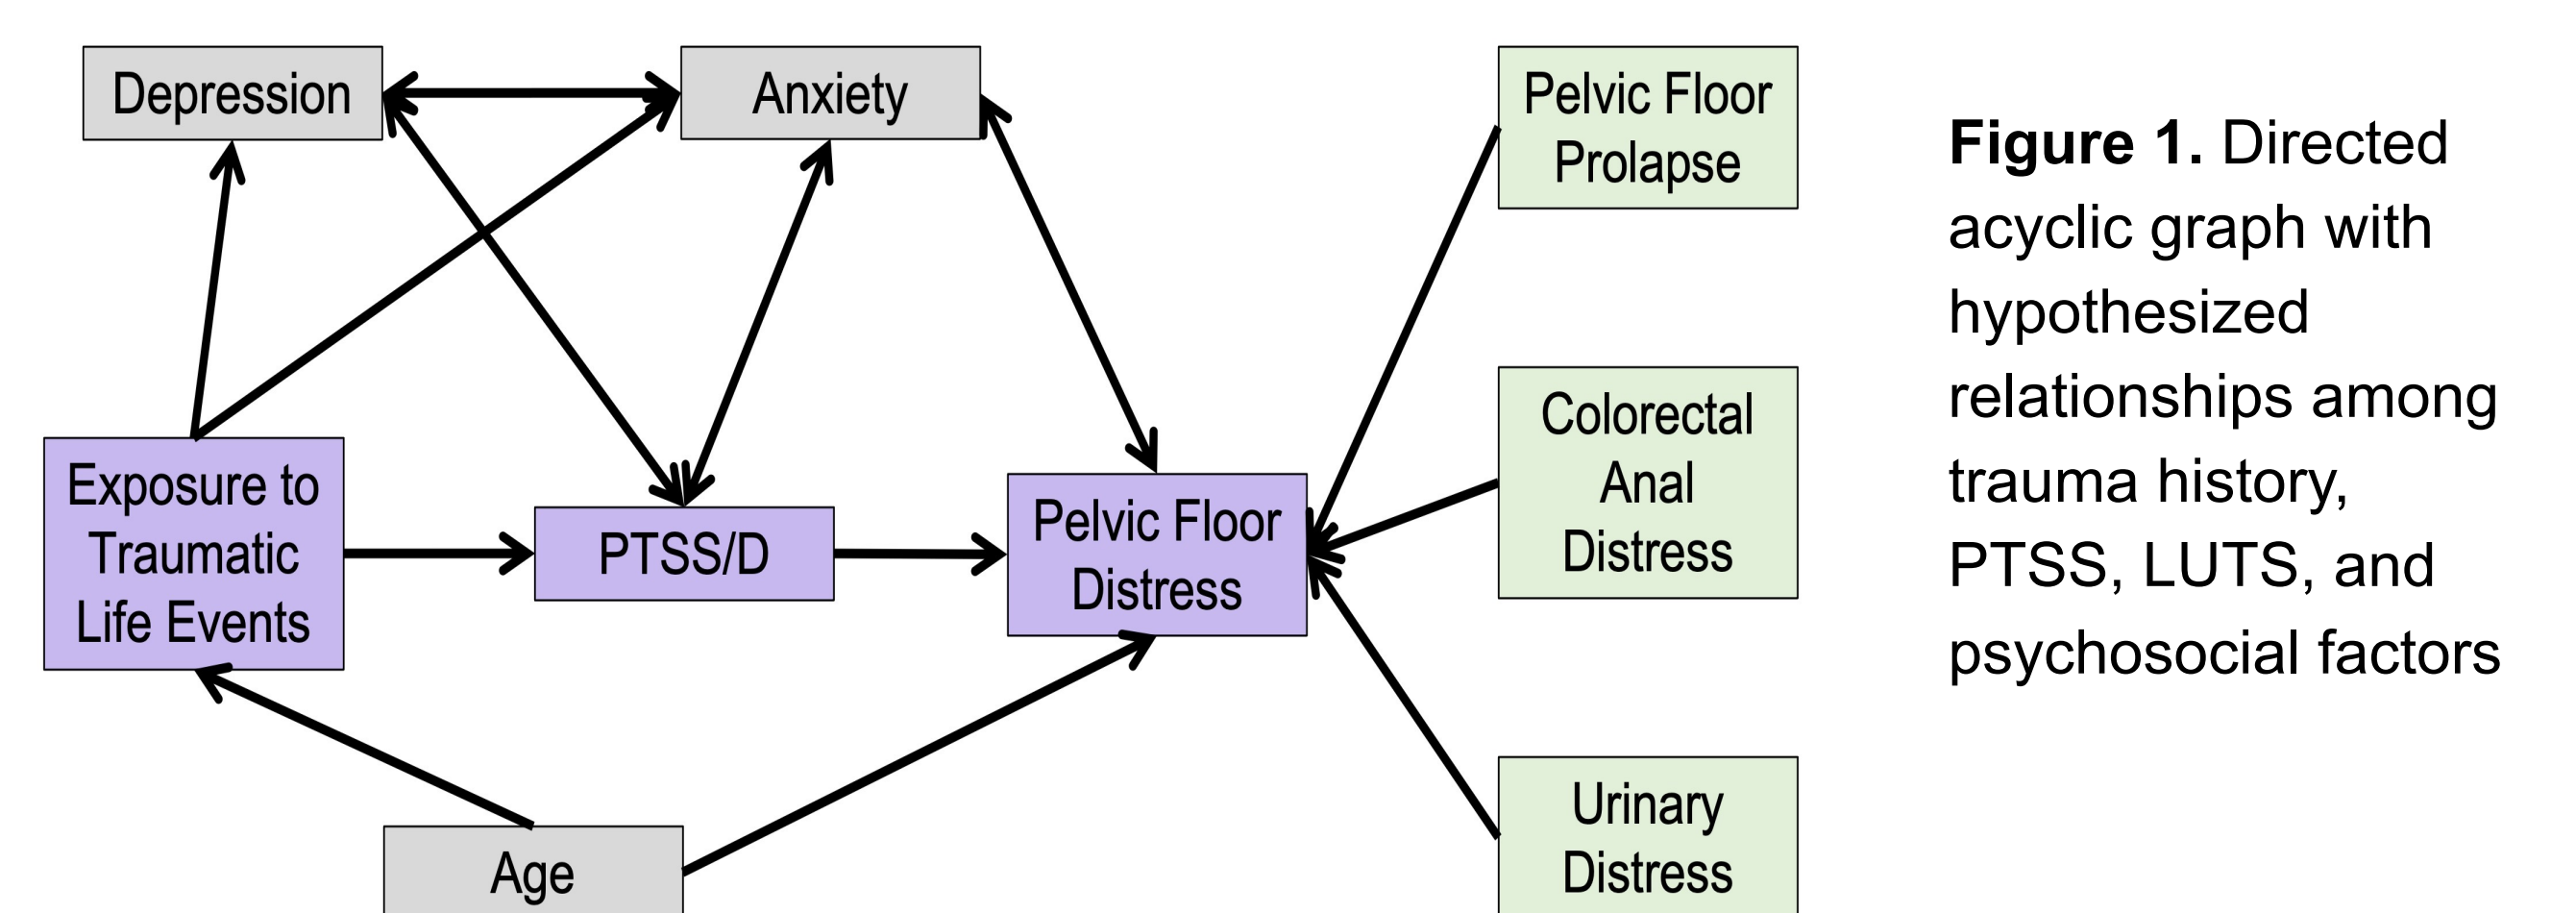 Depression
Anxiety
Pelvic Floor
Prolapse
Exposure to
Traumatic
Life Events
PTSS/D
Pelvic Floor
Distress
Colorectal
Anal
Distress
Age
Urinary
Distress
Figure 1. Directed
acyclic graph with
hypothesized
relationships among
trauma history,
PTSS, LUTS, and
psychosocial factors